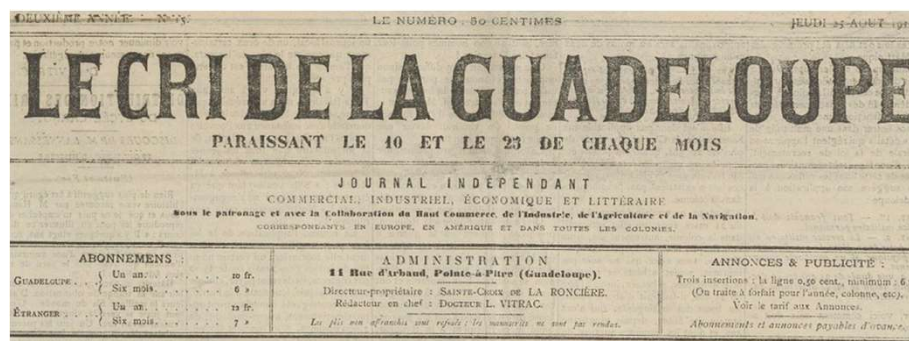 DEUXIÈME ANNÉE
LE NUMÉRO : 50 CENTIMES
JEUDI 25 AOUT
LE CRI DE LA GUADELOUPE
PARAISSANT LE 10 ET LE 25 DE CHAQUE MOIS
JOURNAL INDÉPENDANT
COMMERCIAL, INDUSTRIEL, ÉCONOMIQUE ET LITTÉRAIRE
Sous le patronage et avec la Collaboration du Haut Commerce, de l'Industrie, de l'Agriculture et de la Navigation.
CORRESPONDANTS EN EUROPE, EN AMÉRIQUE ET DANS TOUTES LES COLONIES.
ABONNEMENS :
GUADELOUPE . . . { Un an. . . . . . . . . 10 fr.
Six mois. . . . . . . . 6 »
ÉTRANGER . . . { Un an. . . . . . . . . 12 fr.
Six mois. . . . . . . . 7 »
ADMINISTRATION
11 Rue d'Arbaud, Pointe-à-Pitre (Guadeloupe).
Directeur-propriétaire : SAINTE-CROIX DE LA RONCIÈRE.
Rédacteur en chef : DOCTEUR L. VITRAC.
Les plis non affranchis sont refusés ; les manuscrits ne sont pas rendus.
ANNONCES & PUBLICITÉ :
Trois insertions : la ligne 0,50 cent., minimum : 6
(On traite à forfait pour l'année, colonne, etc).
Voir le tarif aux Annonces.
Abonnements et annonces payables d'avance.